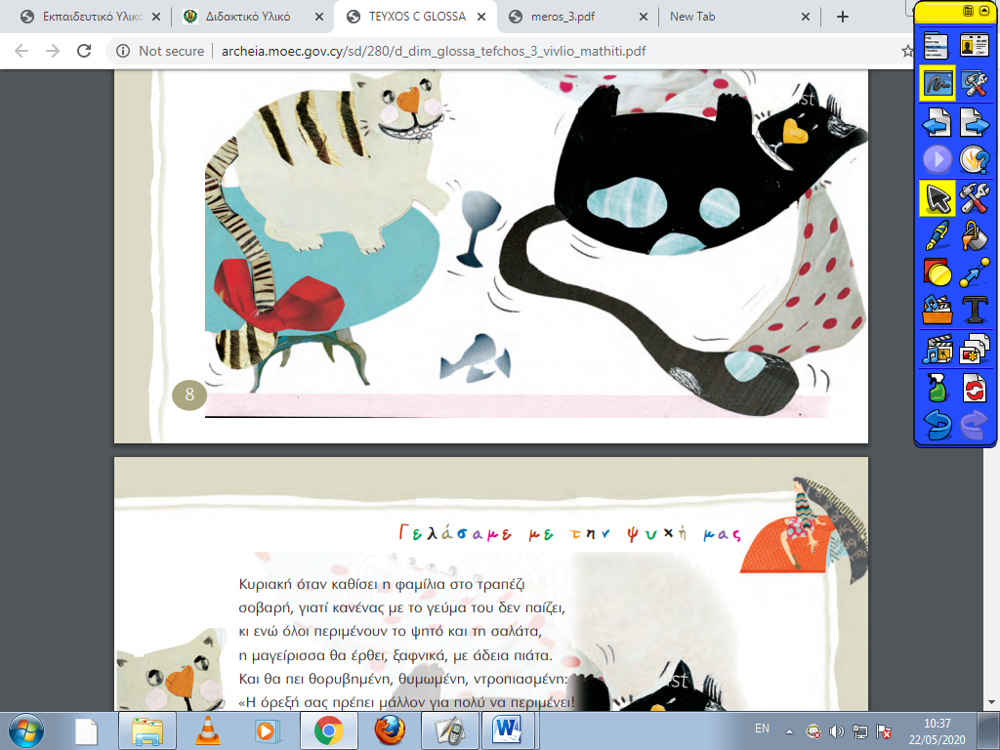 Εκπαιδευτικό Υλικό
Διδακτικό Υλικό
TEYXOS C GLOSSA
meros_3.pdf
New Tab
Not secure
archeia.moec.gov.cy/sd/280/d_dim_glossa_tefchos_3_vivlio_mathiti.pdf
8
Γελάσαμε με την ψυχή μας
Κυριακή όταν καθίσει η φαμίλια στο τραπέζι
σοβαρή, γιατί κανένας με το γεύμα του δεν παίζει,
κι ενώ όλοι περιμένουν το ψητό και τη σαλάτα,
η μαγείρισσα θα έρθει, ξαφνικά, με άδεια πιάτα.
Και θα πει θορυβημένη, θυμωμένη, ντροπιασμένη:
«Η όρεξή σας πρέπει μάλλον για πολύ να περιμένει!
EN
10:37
22/05/2020